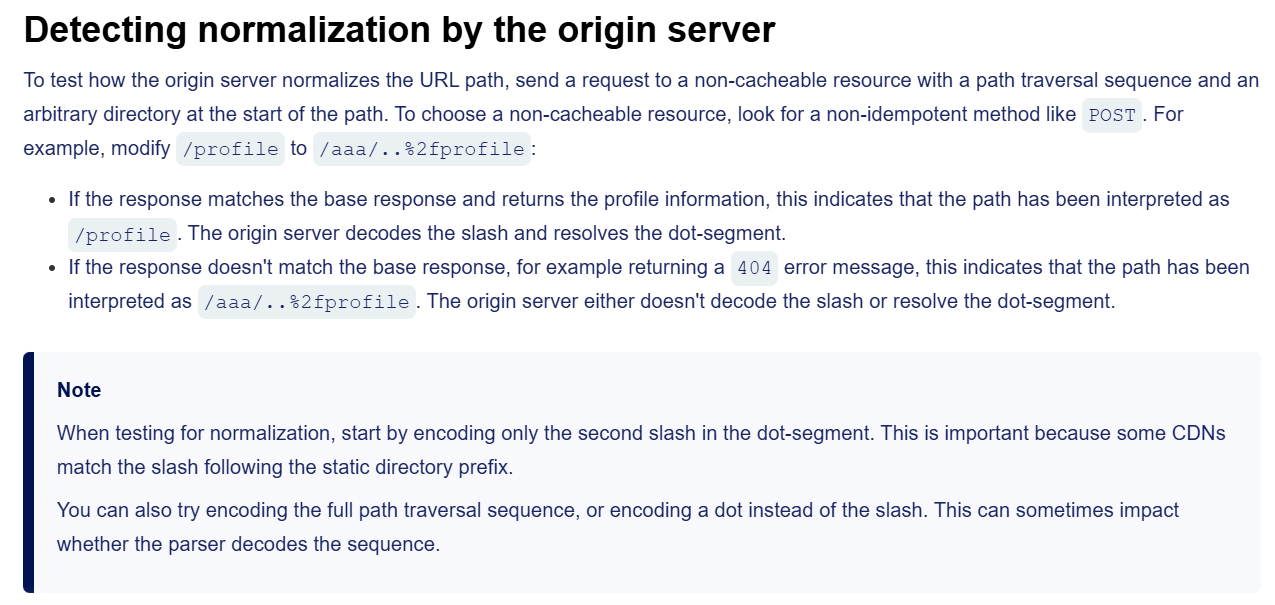 Detecting normalization by the origin server
To test how the origin server normalizes the URL path, send a request to a non-cacheable resource with a path traversal sequence and an
arbitrary directory at the start of the path. To choose a non-cacheable resource, look for a non-idempotent method like POST. For
example, modify /profile to /aaa/..%2fprofile:
• If the response matches the base response and returns the profile information, this indicates that the path has been interpreted as
/profile. The origin server decodes the slash and resolves the dot-segment.
• If the response doesn't match the base response, for example returning a 404 error message, this indicates that the path has been
interpreted as /aaa/..%2fprofile. The origin server either doesn't decode the slash or resolve the dot-segment.
Note
When testing for normalization, start by encoding only the second slash in the dot-segment. This is important because some CDNs
match the slash following the static directory prefix.
You can also try encoding the full path traversal sequence, or encoding a dot instead of the slash. This can sometimes impact
whether the parser decodes the sequence.